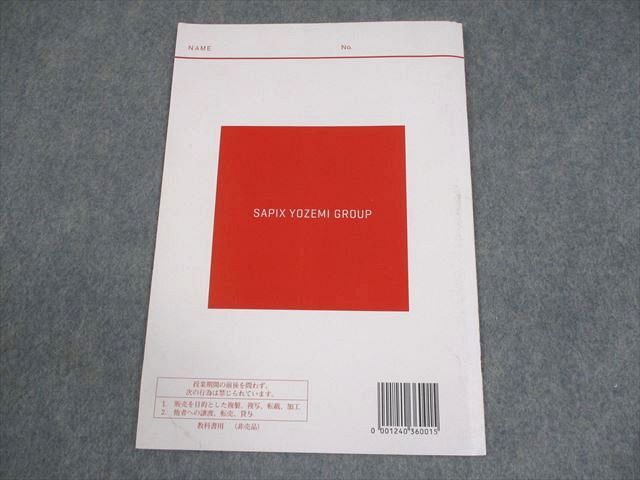 NAME No.
SAPIX YOZEMI GROUP
授業期間の前後を問わず、
次の行為は禁じられています。
1. 販売を目的とした複製、複写、転載、加工
2. 他者への譲渡、転売、貸与
教科書用 (非売品)
0 001240 360015